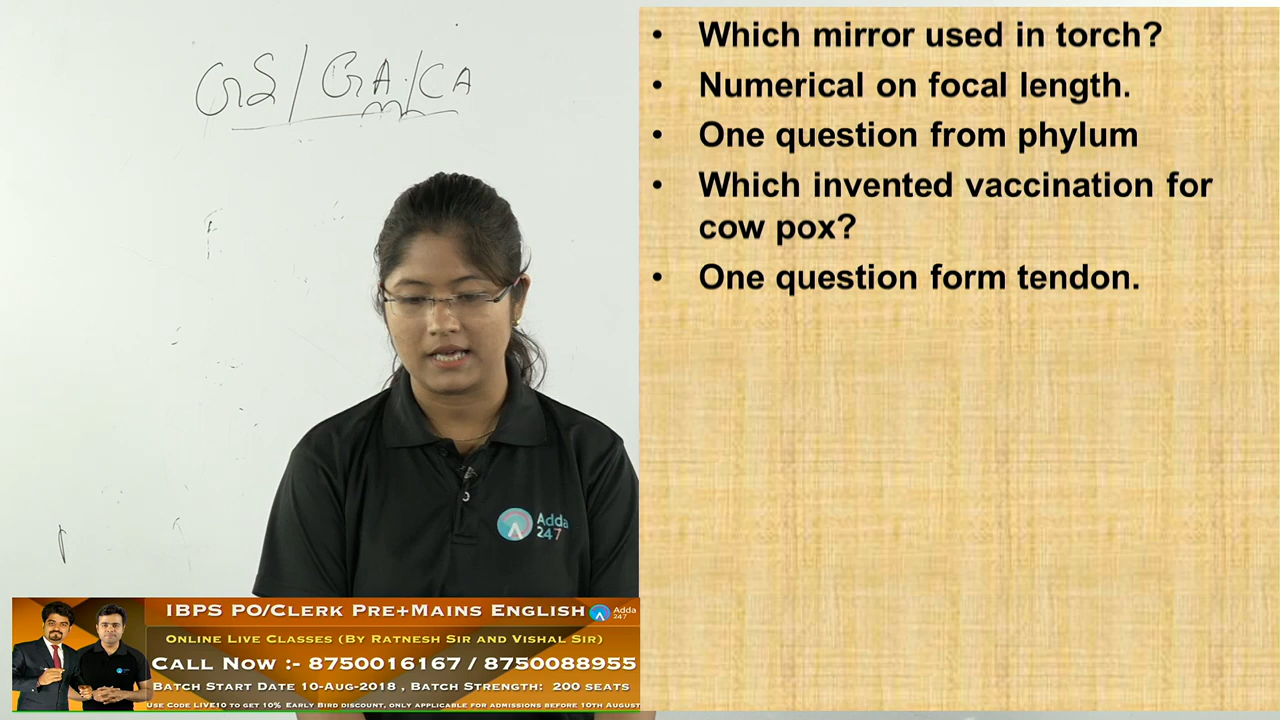 GS / GA / CA
• Which mirror used in torch?
• Numerical on focal length.
• One question from phylum
• Which invented vaccination for
cow pox?
• One question form tendon.
Adda
247
IBPS PO/Clerk Pre+Mains English
Adda
247
Online Live Classes (By Ratnesh Sir and Vishal Sir)
Call Now :- 8750016167 / 8750088955
Batch Start Date 10-Aug-2018 , Batch Strength: 200 seats
Use Code LIVE10 to get 10% Early Bird discount, only applicable for admissions before 10th August